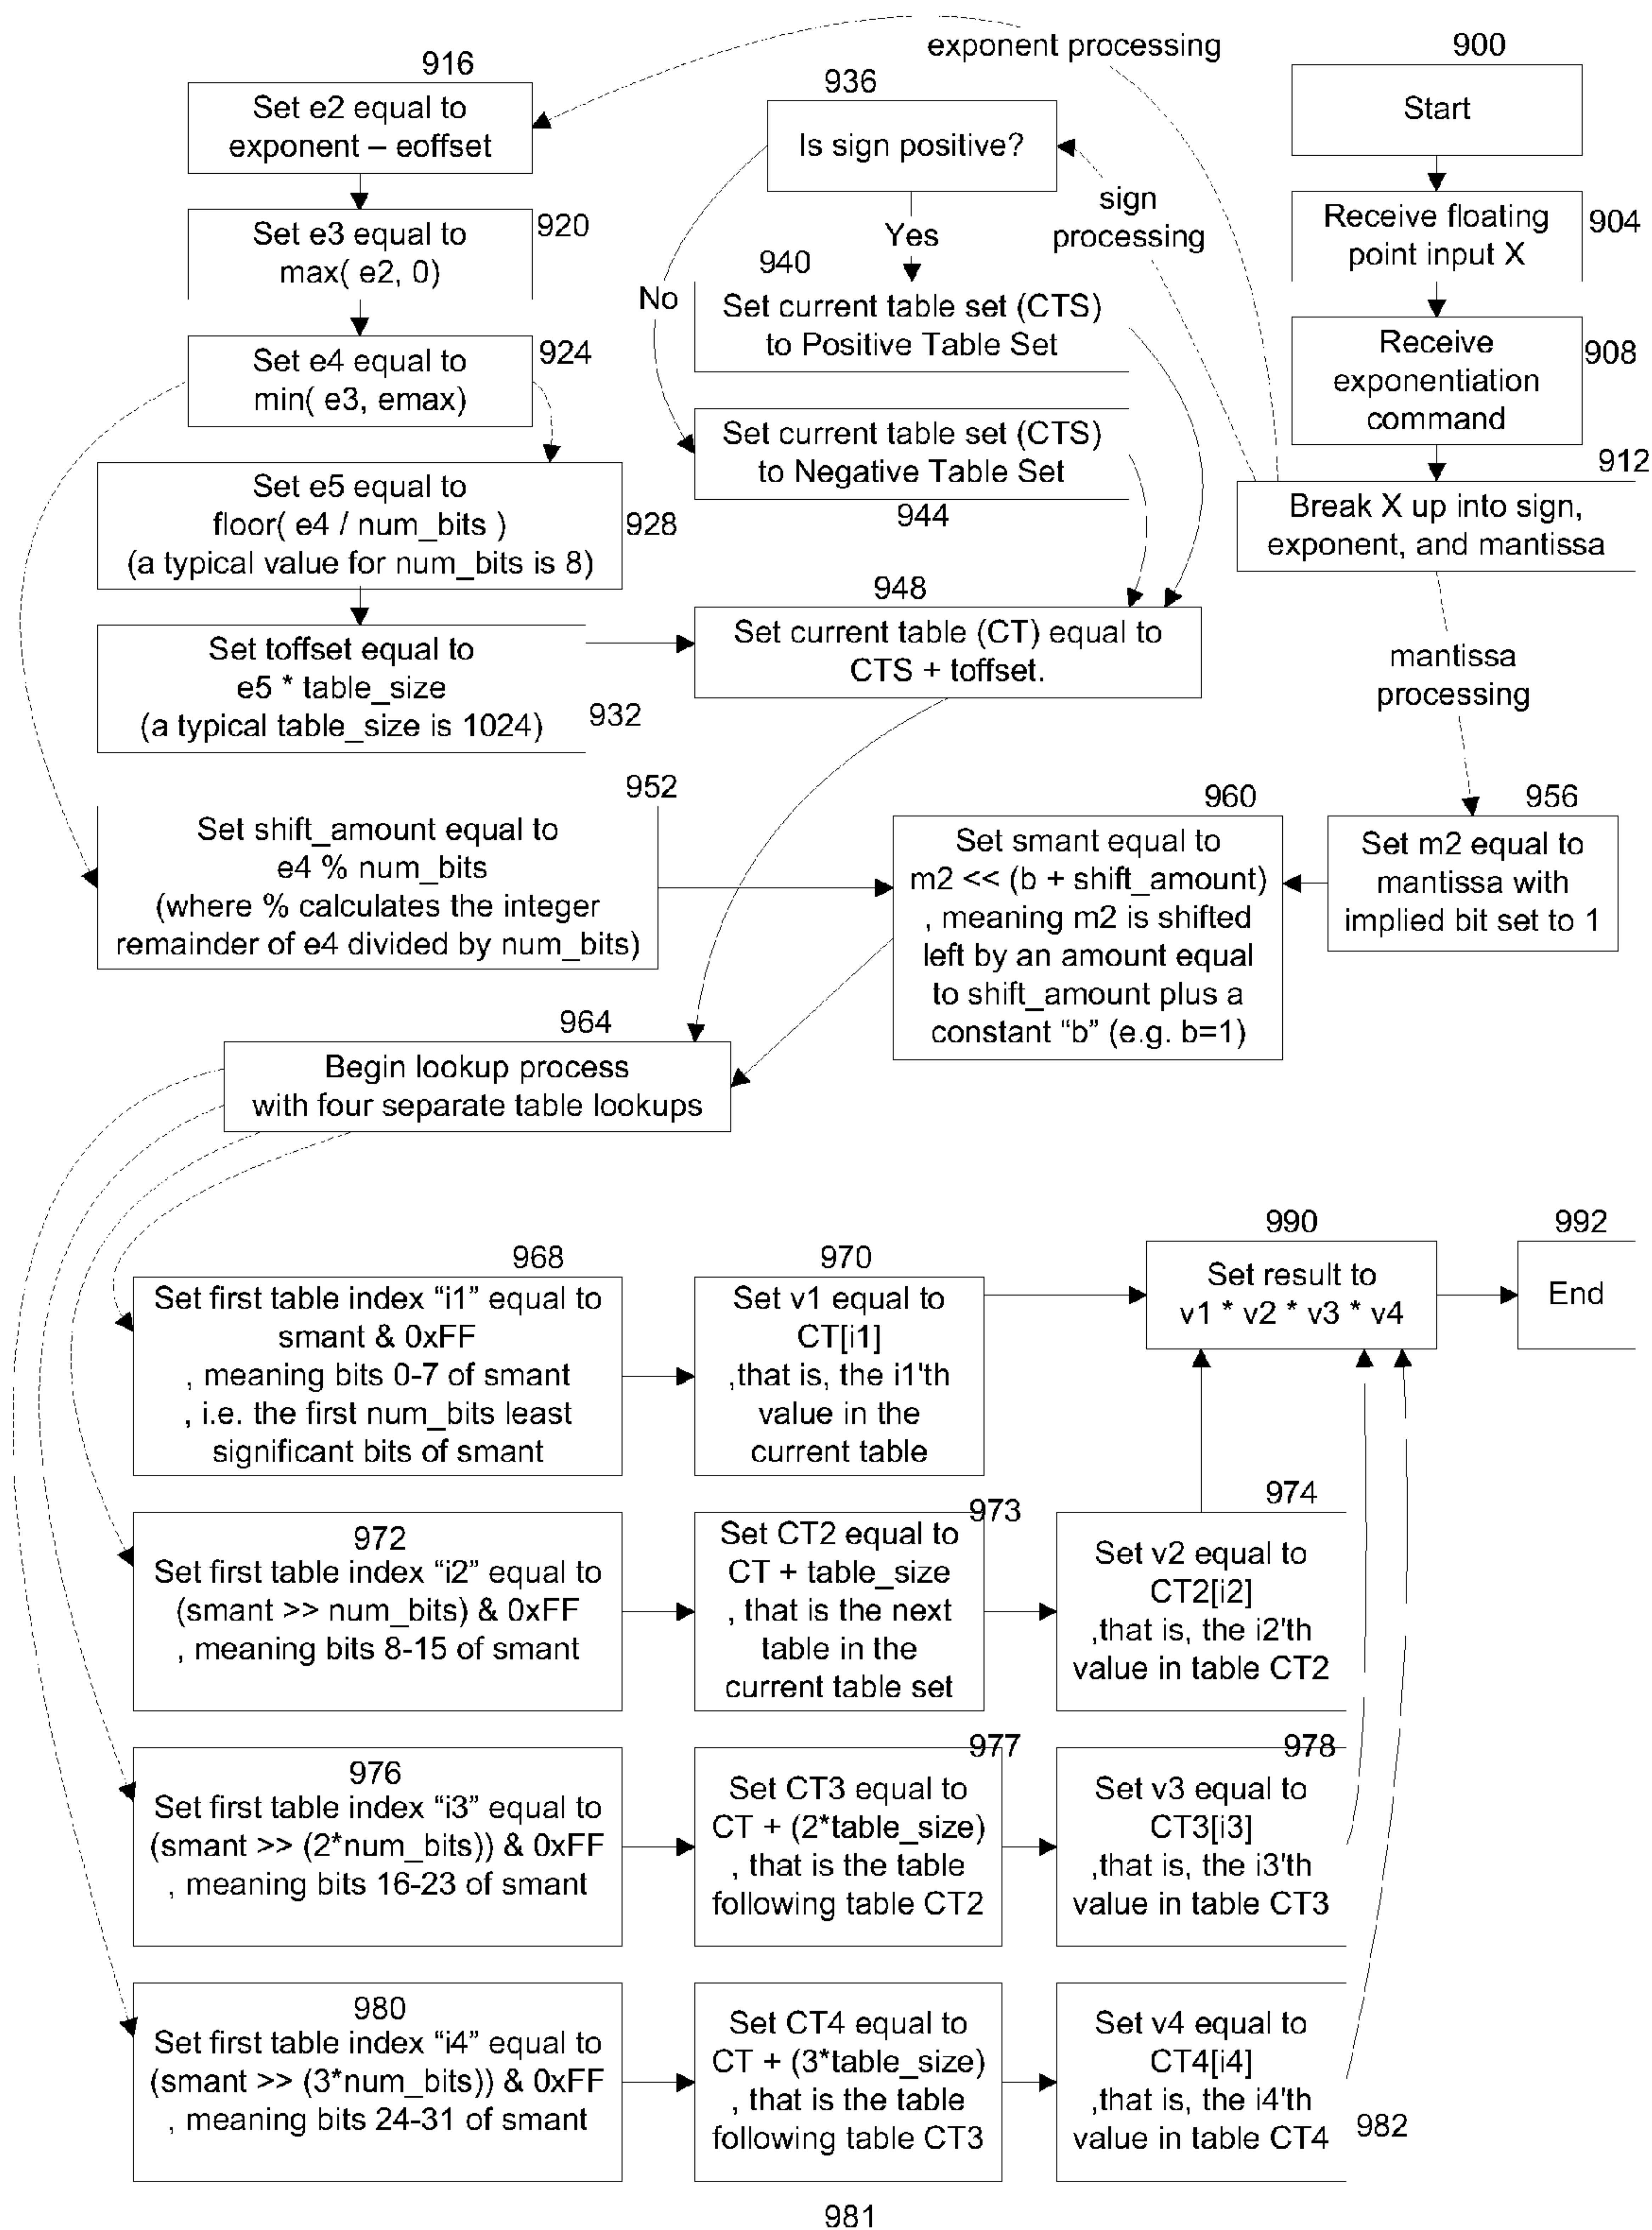 900
Start
Receive floating
point input X
904
Receive
exponentiation
command
908
912
Break X up into sign,
exponent, and mantissa
exponent processing
916
Set e2 equal to
exponent – eoffset
Set e3 equal to
max( e2, 0)
920
Set e4 equal to
min( e3, emax)
924
Set e5 equal to
floor( e4 / num_bits )
(a typical value for num_bits is 8)
928
Set toffset equal to
e5 * table_size
(a typical table_size is 1024)
932
sign
processing
936
Is sign positive?
Yes
No
940
Set current table set (CTS)
to Positive Table Set
Set current table set (CTS)
to Negative Table Set
944
948
Set current table (CT) equal to
CTS + toffset.
952
Set shift_amount equal to
e4 % num_bits
(where % calculates the integer
remainder of e4 divided by num_bits)
mantissa
processing
956
Set m2 equal to
mantissa with
implied bit set to 1
960
Set smant equal to
m2 << (b + shift_amount)
, meaning m2 is shifted
left by an amount equal
to shift_amount plus a
constant “b” (e.g. b=1)
964
Begin lookup process
with four separate table lookups
968
Set first table index “i1” equal to
smant & 0xFF
, meaning bits 0-7 of smant
, i.e. the first num_bits least
significant bits of smant
970
Set v1 equal to
CT[i1]
,that is, the i1'th
value in the
current table
990
Set result to
v1 * v2 * v3 * v4
992
End
972
Set first table index “i2” equal to
(smant >> num_bits) & 0xFF
, meaning bits 8-15 of smant
973
Set CT2 equal to
CT + table_size
, that is the next
table in the
current table set
974
Set v2 equal to
CT2[i2]
,that is, the i2'th
value in table CT2
976
Set first table index “i3” equal to
(smant >> (2*num_bits)) & 0xFF
, meaning bits 16-23 of smant
977
Set CT3 equal to
CT + (2*table_size)
, that is the table
following table CT2
978
Set v3 equal to
CT3[i3]
,that is, the i3'th
value in table CT3
980
Set first table index “i4” equal to
(smant >> (3*num_bits)) & 0xFF
, meaning bits 24-31 of smant
Set CT4 equal to
CT + (3*table_size)
, that is the table
following table CT3
981
Set v4 equal to
CT4[i4]
,that is, the i4'th
value in table CT4
982